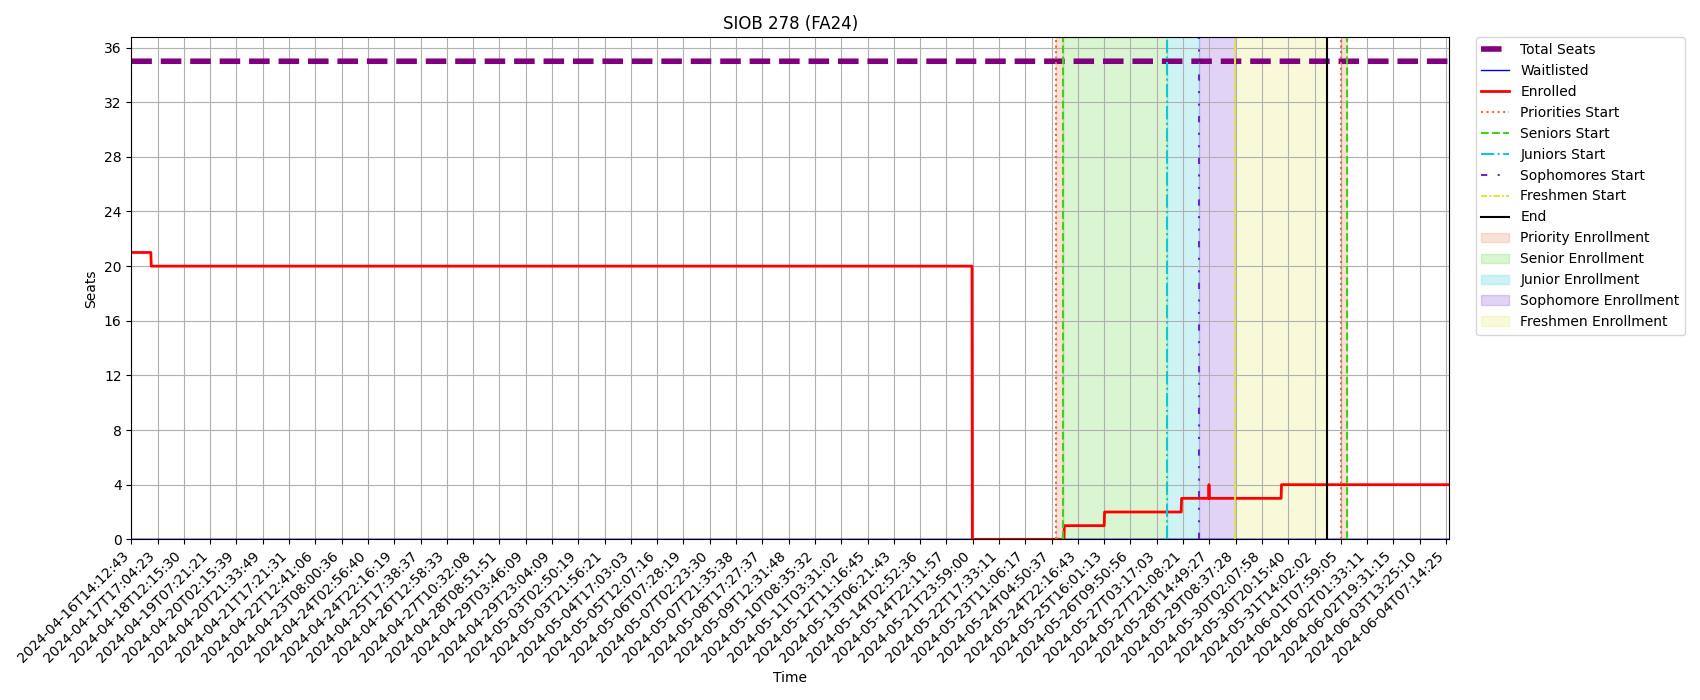 SIOB 278 (FA24)
Seats
36
32
28
24
20
16
12
8
4
0
2024-04-16T14:12:43
2024-04-17T17:04:23
2024-04-18T12:15:30
2024-04-19T07:21:21
2024-04-20T02:15:39
2024-04-20T21:33:49
2024-04-21T17:21:31
2024-04-22T12:41:06
2024-04-23T08:00:36
2024-04-24T02:56:40
2024-04-24T22:16:19
2024-04-25T17:38:37
2024-04-26T12:58:33
2024-04-27T10:32:08
2024-04-28T08:51:51
2024-04-29T03:46:09
2024-04-29T23:04:09
2024-05-03T02:50:19
2024-05-03T21:56:21
2024-05-04T17:03:03
2024-05-05T12:07:16
2024-05-06T07:28:19
2024-05-07T02:23:30
2024-05-07T21:35:38
2024-05-08T17:27:37
2024-05-09T12:31:48
2024-05-10T08:35:32
2024-05-11T03:31:02
2024-05-12T11:16:45
2024-05-13T06:21:43
2024-05-14T02:52:36
2024-05-14T22:11:57
2024-05-21T23:59:00
2024-05-22T17:33:11
2024-05-23T11:06:17
2024-05-24T04:50:37
2024-05-24T22:16:43
2024-05-25T16:01:13
2024-05-26T09:50:56
2024-05-27T03:17:03
2024-05-27T21:08:21
2024-05-28T14:49:27
2024-05-29T08:37:28
2024-05-30T02:07:58
2024-05-30T20:15:40
2024-05-31T14:02:02
2024-06-01T07:59:05
2024-06-02T01:33:11
2024-06-02T19:31:15
2024-06-03T13:25:10
2024-06-04T07:14:25
Time
Total Seats
Waitlisted
Enrolled
Priorities Start
Seniors Start
Juniors Start
Sophomores Start
Freshmen Start
End
Priority Enrollment
Senior Enrollment
Junior Enrollment
Sophomore Enrollment
Freshmen Enrollment